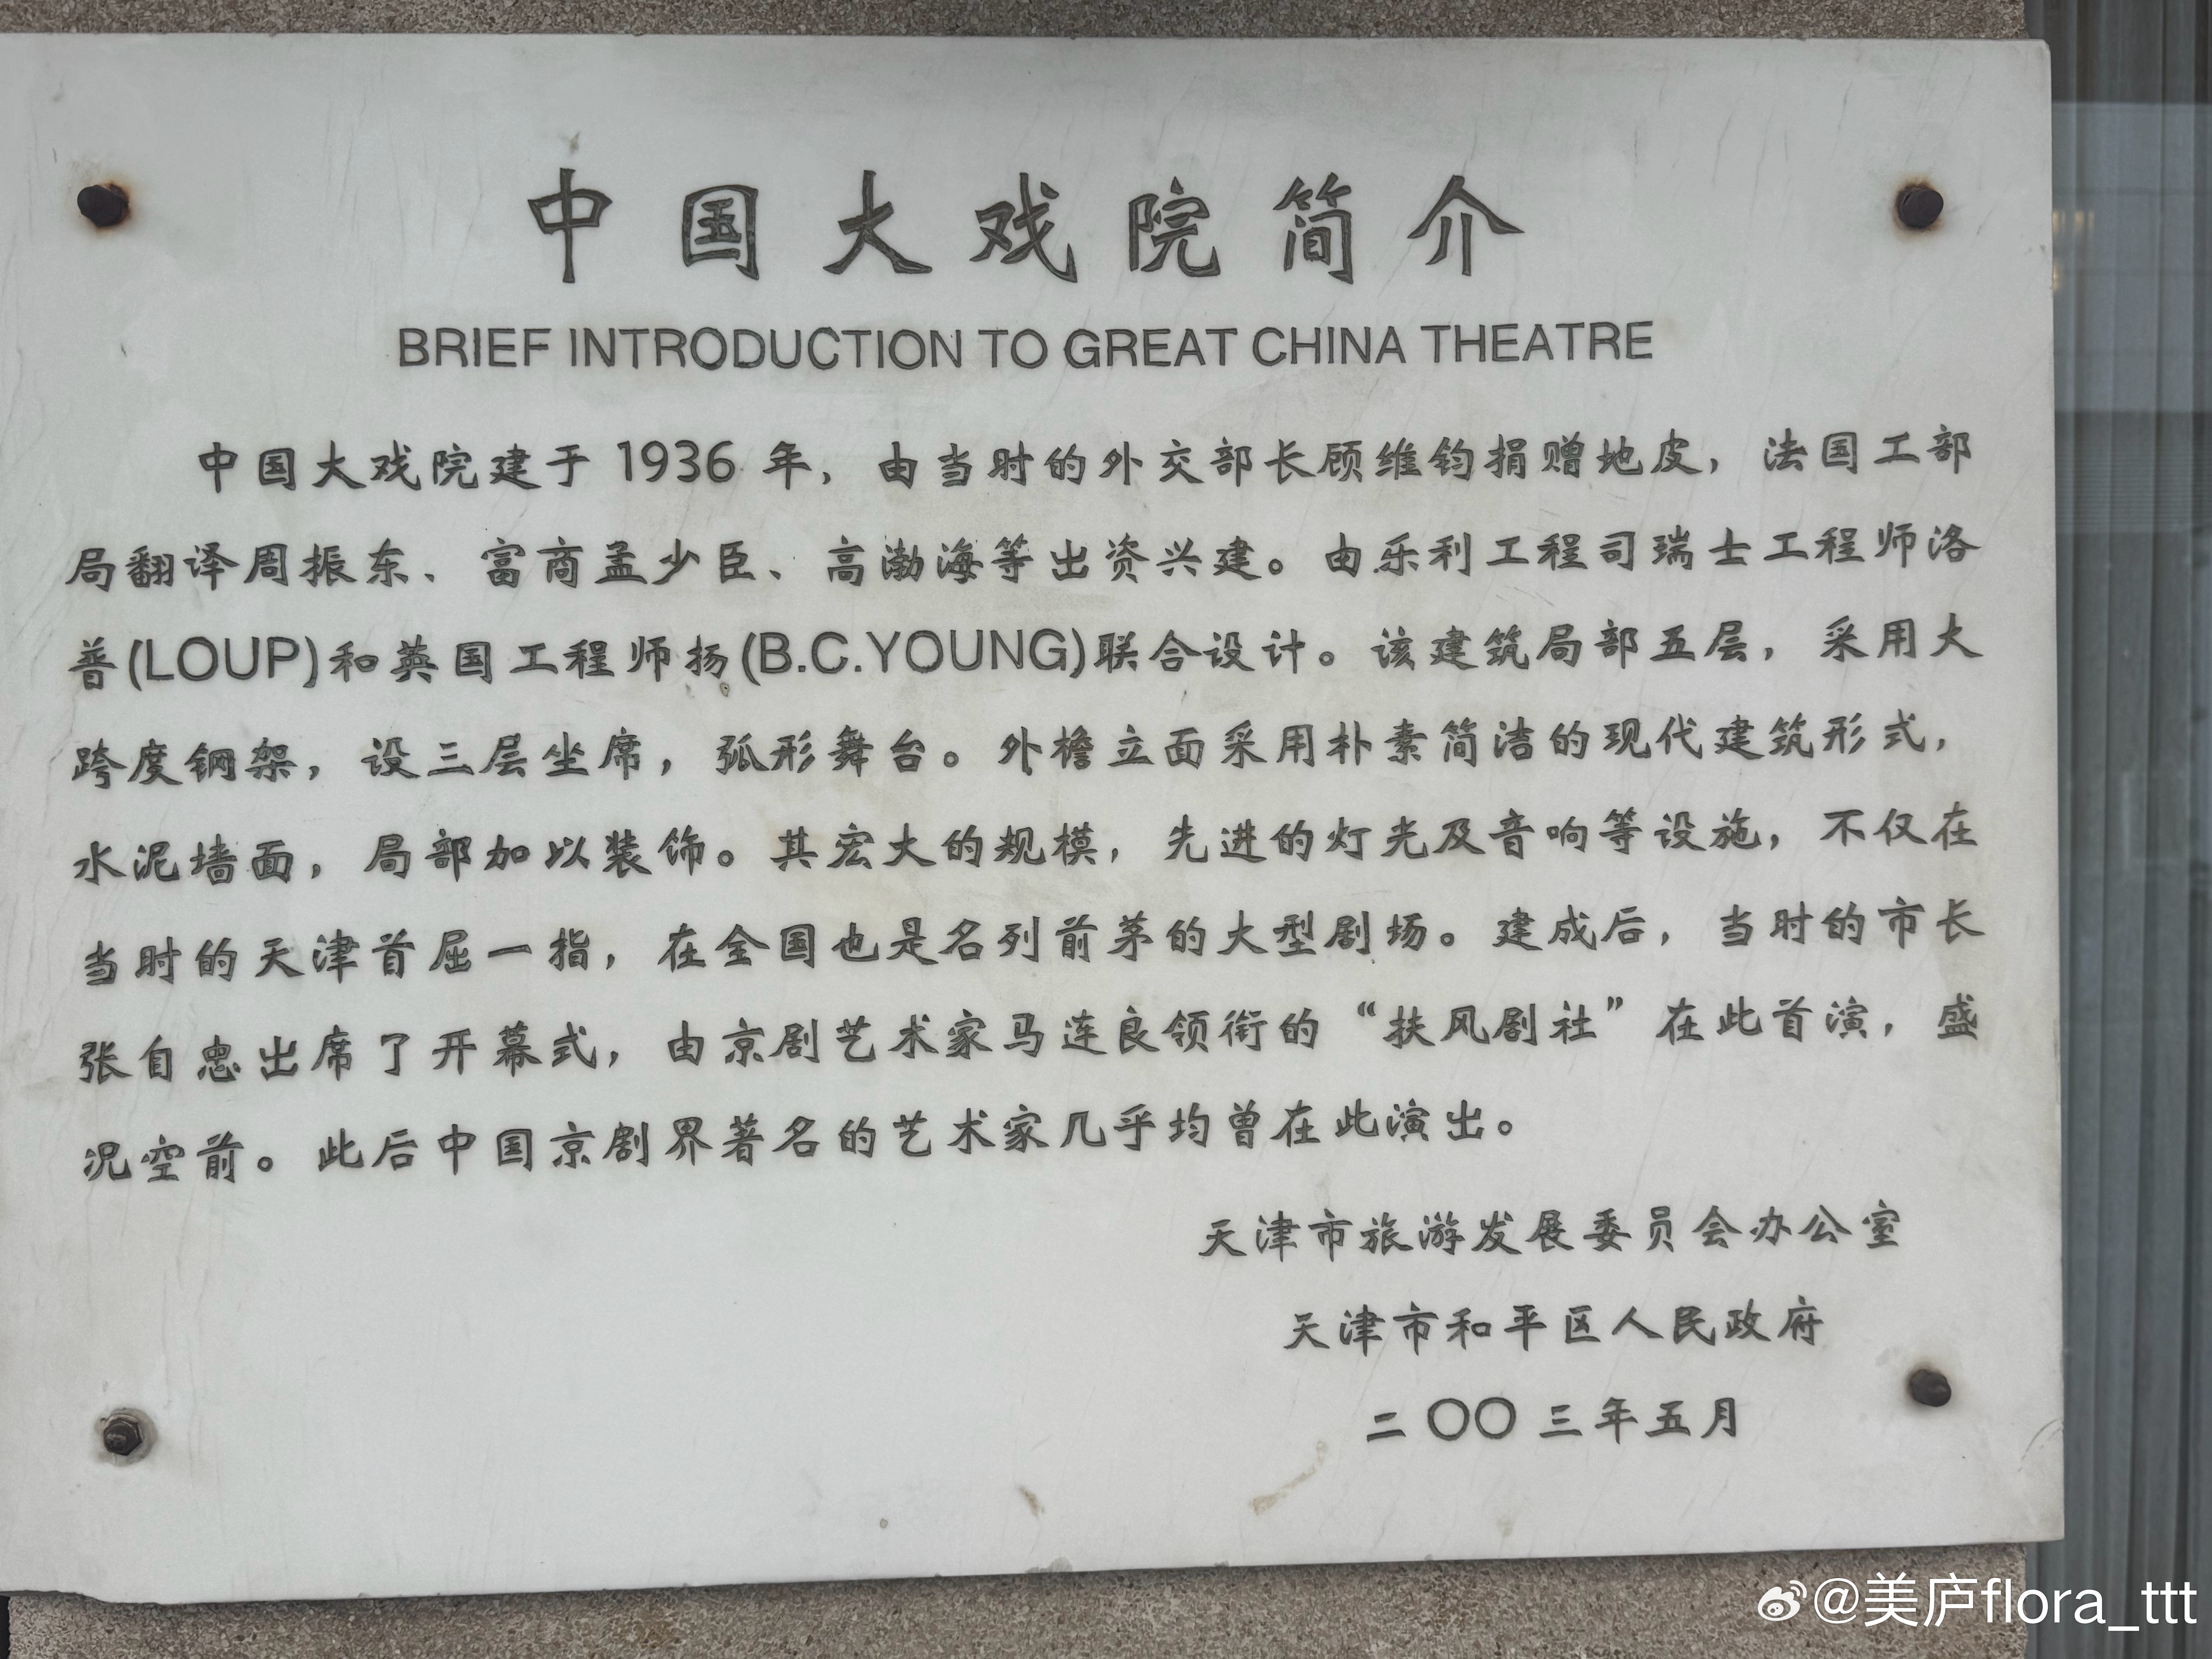 中国大戏院简介
BRIEF INTRODUCTION TO GREAT CHINA THEATRE
中国大戏院建于 1936 年，由当时的外交部长顾维钧捐赠地皮，法国工部
局翻译周振东、富商孟少臣、高渤海等出资兴建。由乐利工程司瑞士工程师洛
普(LOUP)和英国工程师扬(B.C.YOUNG)联合设计。该建筑局部五层，采用大
跨度钢架，设三层坐席，弧形舞台。外檐立面采用朴素简洁的现代建筑形式，
水泥墙面，局部加以装饰。其宏大的规模，先进的灯光及音响等设施，不仅在
当时的天津首屈一指，在全国也是名列前茅的大型剧场。建成后，当时的市长
张自忠出席了开幕式，由京剧艺术家马连良领衔的“扶风剧社”在此首演，盛
况空前。此后中国京剧界著名的艺术家几乎均曾在此演出。
天津市旅游发展委员会办公室
天津市和平区人民政府
二〇〇三年五月
@美庐flora_ttt